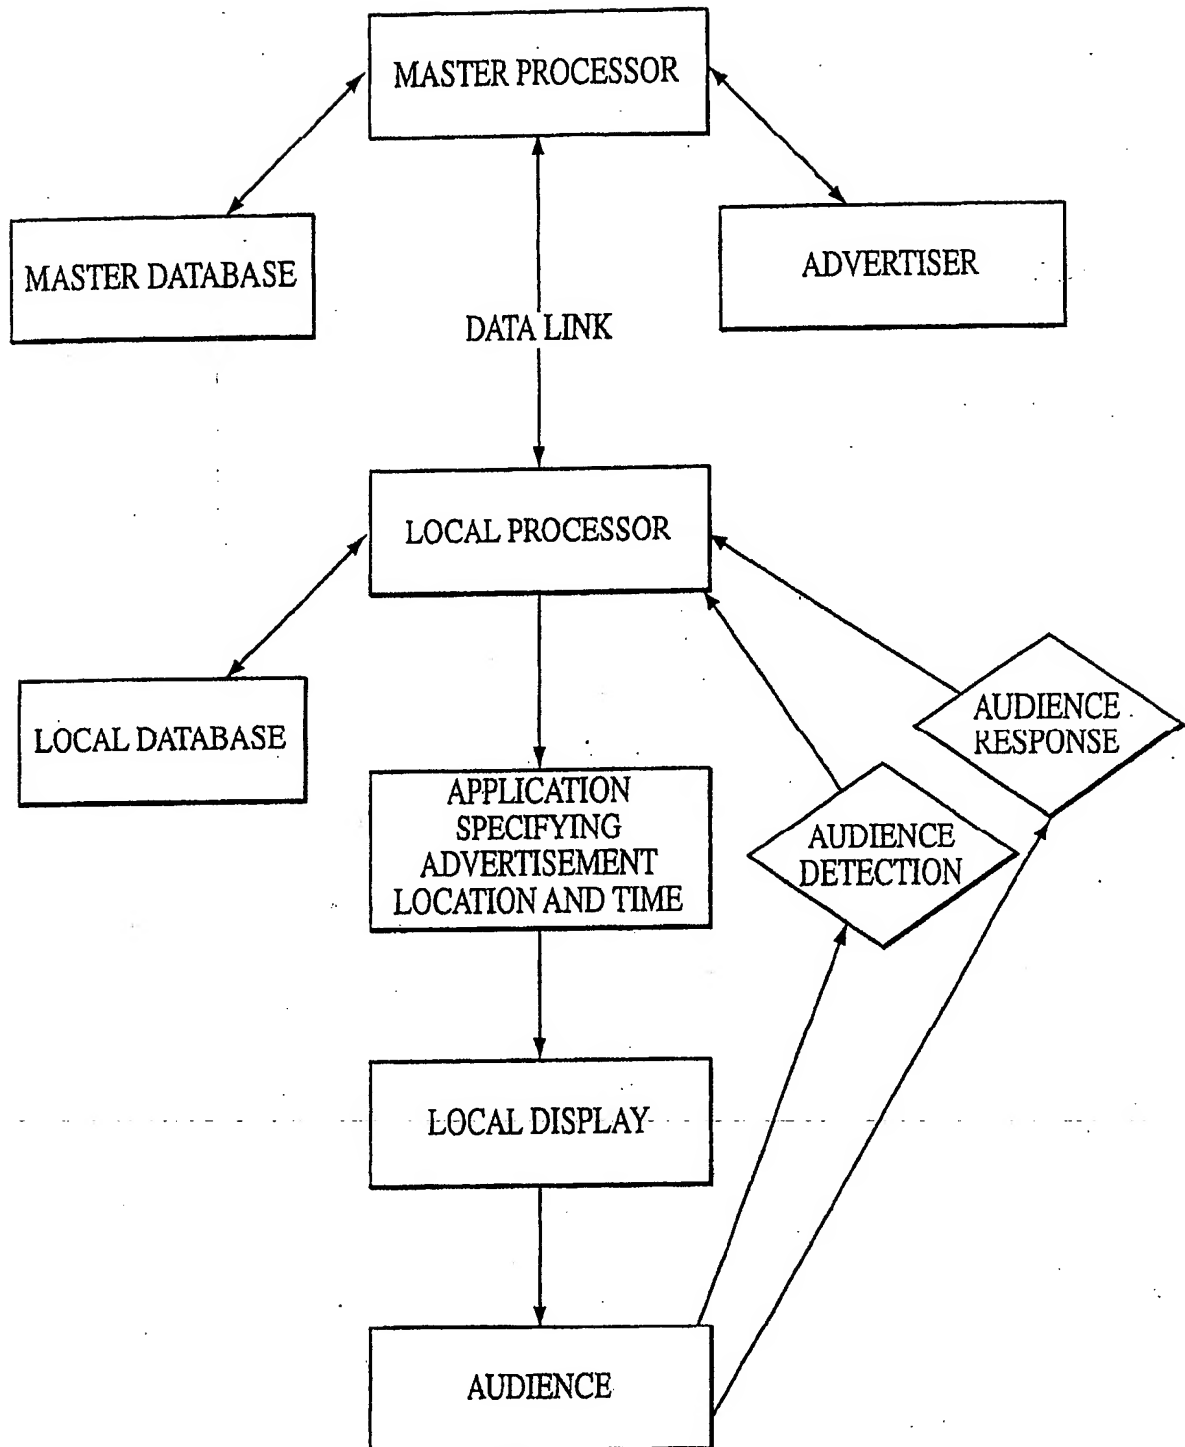 MASTER PROCESSOR
MASTER DATABASE
ADVERTISER
DATA LINK
LOCAL PROCESSOR
LOCAL DATABASE
AUDIENCE
RESPONSE
APPLICATION
SPECIFYING
ADVERTISEMENT
LOCATION AND TIME
AUDIENCE
DETECTION
LOCAL DISPLAY
AUDIENCE